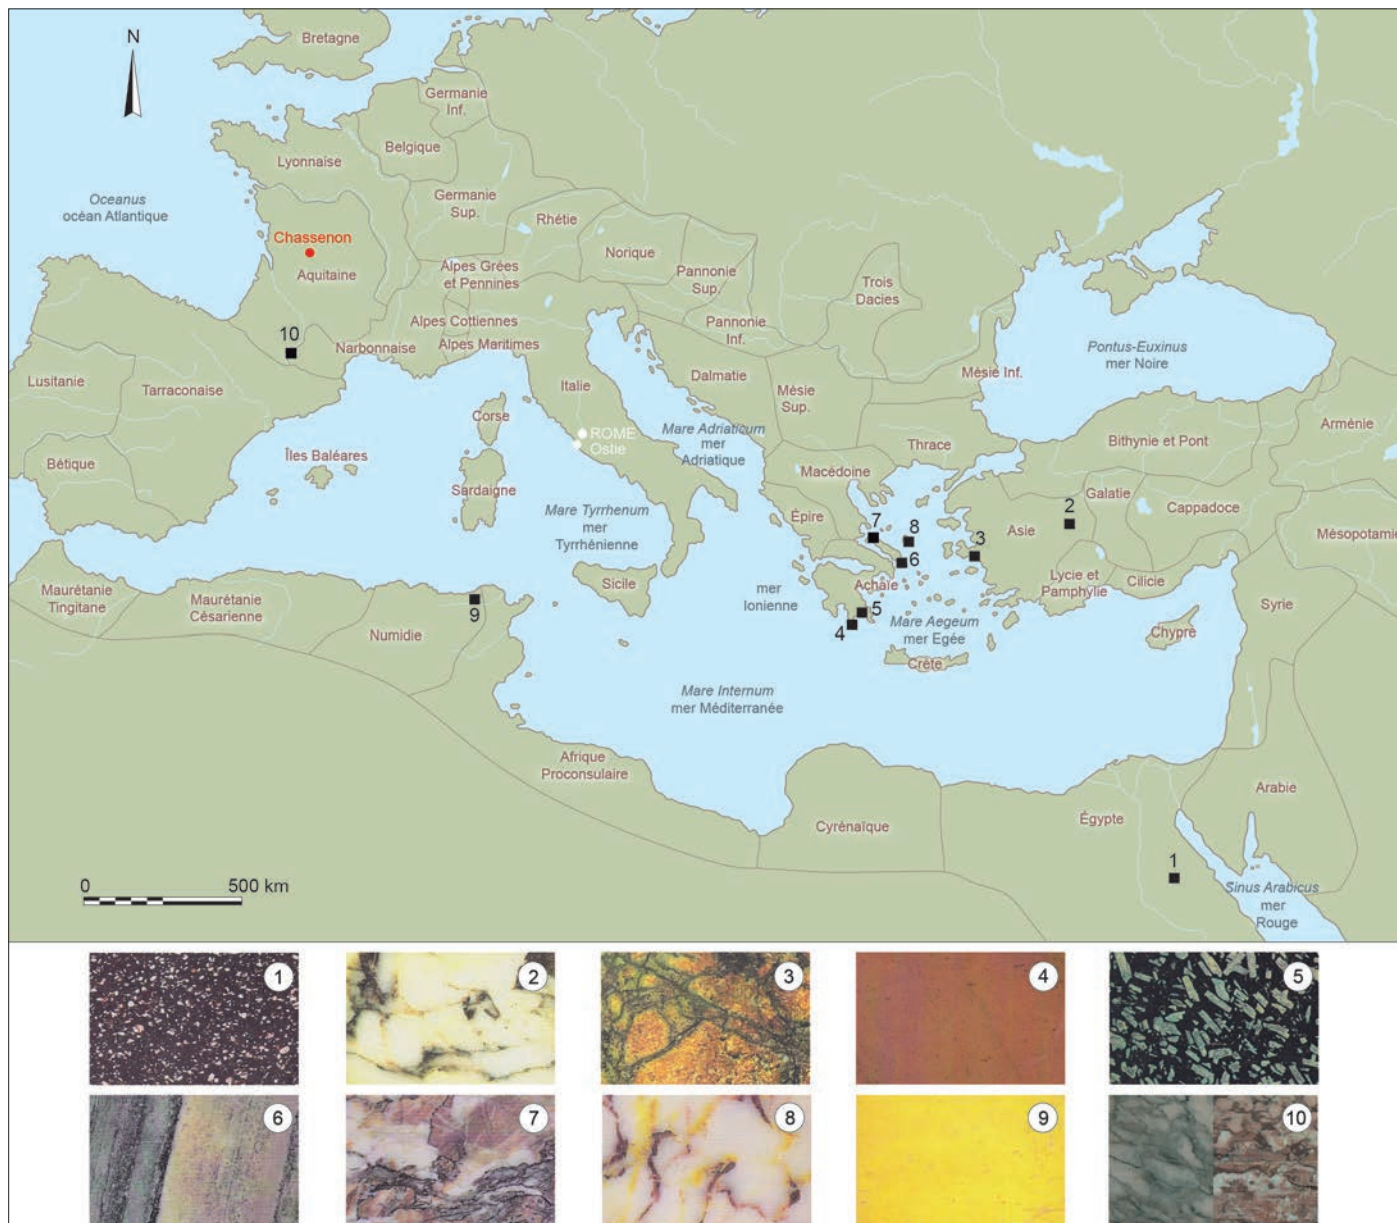 Bretagne
N
Germanie
Inf.
Belgique
Lyonnaise
Oceanus
océan Atlantique
Germanie
Sup.
Rhétie
Chassenon
Aquitaine
Norique
Alpes Grées
et Pennines
Pannonie
Sup.
Trois
Dacies
10
Alpes Cottiennes
Pannonie
Inf.
Narbonnaise
Alpes Maritimes
Pontus-Euxinus
mer Noire
Lusitanie
Tarraconaise
Italie
Dalmatie
Mésie
Sup.
Mésie Inf.
Corse
Arménie
ROME
Ostie
Mare Adriaticum
mer
Adriatique
Thrace
Bithynie et Pont
Îles Baléares
Bétique
Macédoine
Sardaigne
Galatie
Cappadoce
Mare Tyrrhenum
mer
Tyrrhénienne
Épire
7
8
3
Asie
2
Mésopotamie
6
Sicile
Achaïe
Lycie et
Pamphylie
Cilicie
Maurétanie
Tingitane
Maurétanie
Césarienne
9
mer
Ionienne
5
4
Mare Aegeum
mer Egée
Syrie
Numidie
Chypre
Crète
Mare Internum
mer Méditerranée
Afrique
Proconsulaire
Arabie
Cyrénaïque
Égypte
1
0
500 km
Sinus Arabicus
mer
Rouge
1
2
3
4
5
6
7
8
9
10